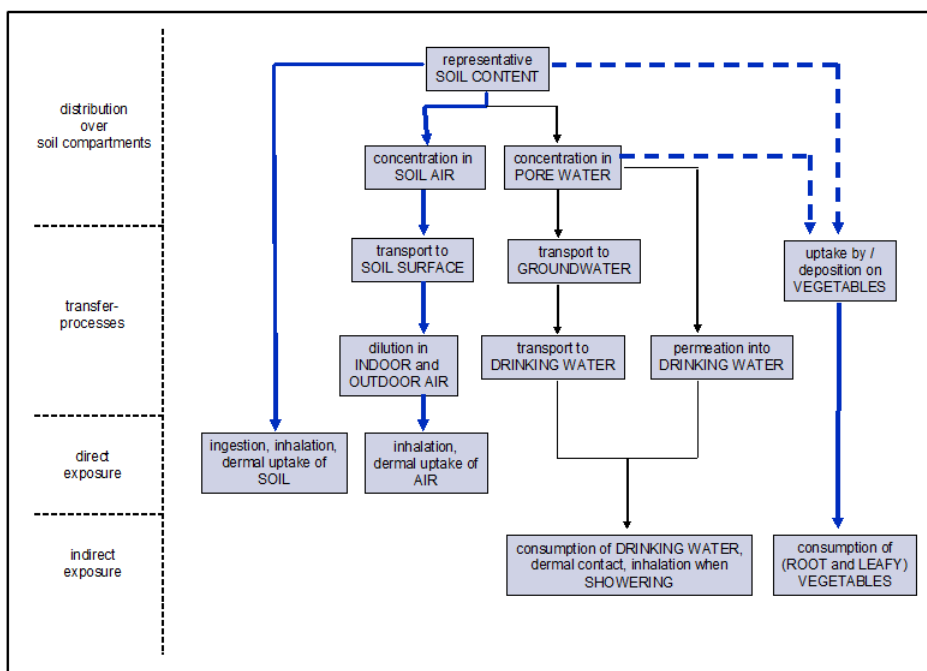 representative
SOIL CONTENT
distribution
over
soil compartments
concentration in
SOIL AIR
concentration in
PORE WATER
transport to
SOIL SURFACE
transport to
GROUNDWATER
uptake by /
deposition on
VEGETABLES
transfer-
processes
dilution in
INDOOR and
OUTDOOR AIR
transport to
DRINKING WATER
permeation into
DRINKING WATER
direct
exposure
ingestion, inhalation,
dermal uptake of
SOIL
inhalation,
dermal uptake of
AIR
indirect
exposure
consumption of DRINKING WATER,
dermal contact, inhalation when
SHOWERING
consumption of
(ROOT and LEAFY)
VEGETABLES